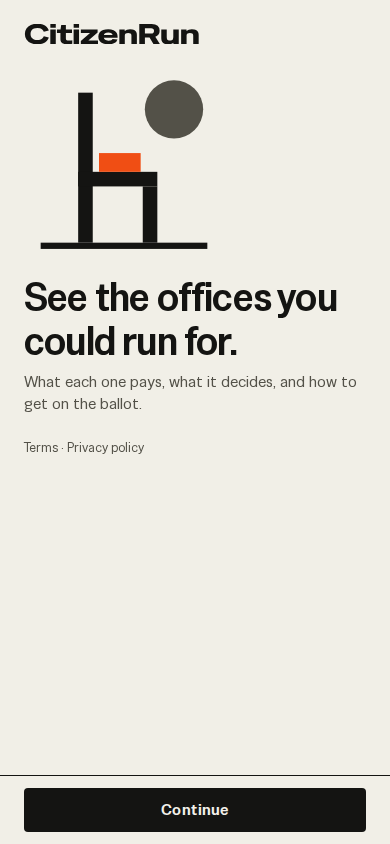 CitizenRun
See the offices you
could run for.
What each one pays, what it decides, and how to
get on the ballot.
Terms · Privacy policy
Continue